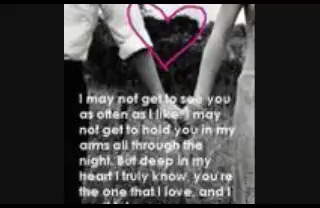 I may not get to see you
as often as I like. I may
not get to hold you in my
arms all through the
night. But deep in my
heart I truly know, you're
the one that I love, and I